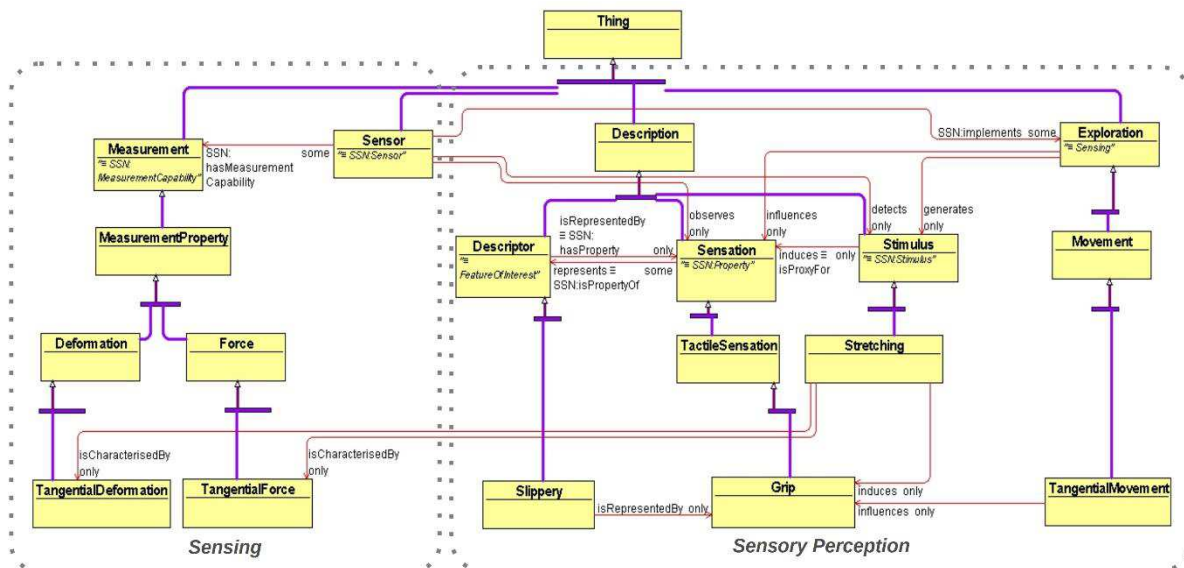 Thing
Measurement
"≡ SSN:
MeasurementCapability"
SSN: some
hasMeasurement
Capability
Sensor
"≡ SSN:Sensor"
Description
SSN:implements some
Exploration
"≡ Sensing"
MeasurementProperty
isRepresentedBy
≡ SSN:
hasProperty only
Descriptor
"≡
FeatureOfInterest"
represents ≡ some
SSN:isPropertyOf
observes
only
influences
only
Sensation
"≡ SSN:Property"
detects
only
generates
only
induces ≡ only
isProxyFor
Stimulus
"≡ SSN:Stimulus"
Movement
Deformation
Force
TactileSensation
Stretching
isCharacterisedBy
only
isCharacterisedBy
only
TangentialDeformation
TangentialForce
Slippery
isRepresentedBy only
Grip
induces only
influences only
TangentialMovement
Sensing
Sensory Perception